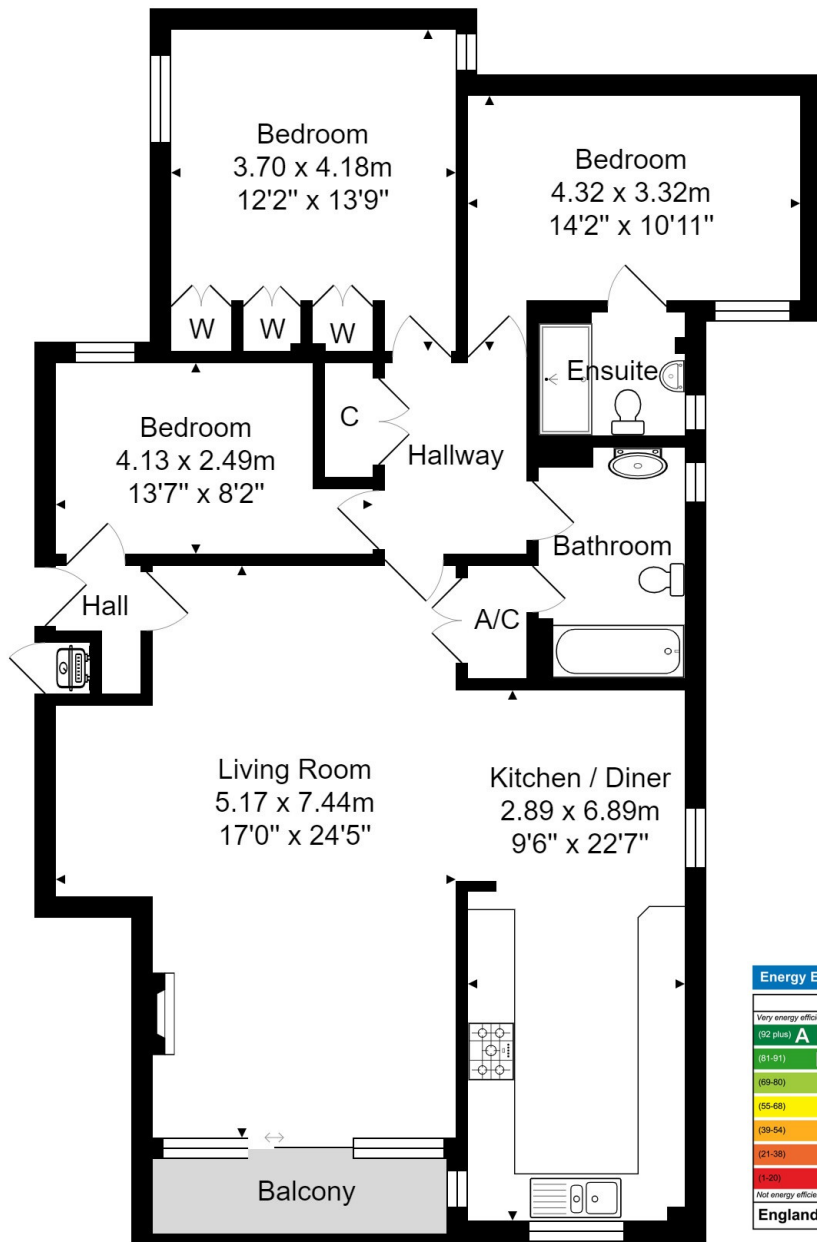 Bedroom
3.70 x 4.18m
12'2" x 13'9"
Bedroom
4.32 x 3.32m
14'2" x 10'11"
W
W
W
Ensuite
C
Bedroom
4.13 x 2.49m
13'7" x 8'2"
Hallway
Bathroom
Hall
A/C
Living Room
5.17 x 7.44m
17'0" x 24'5"
Kitchen / Diner
2.89 x 6.89m
9'6" x 22'7"
Balcony
Energy E
Very energy effici
(92 plus) A
(81-91)
(69-80)
(55-68)
(39-54)
(21-38)
(1-20)
Not energy efficie
England